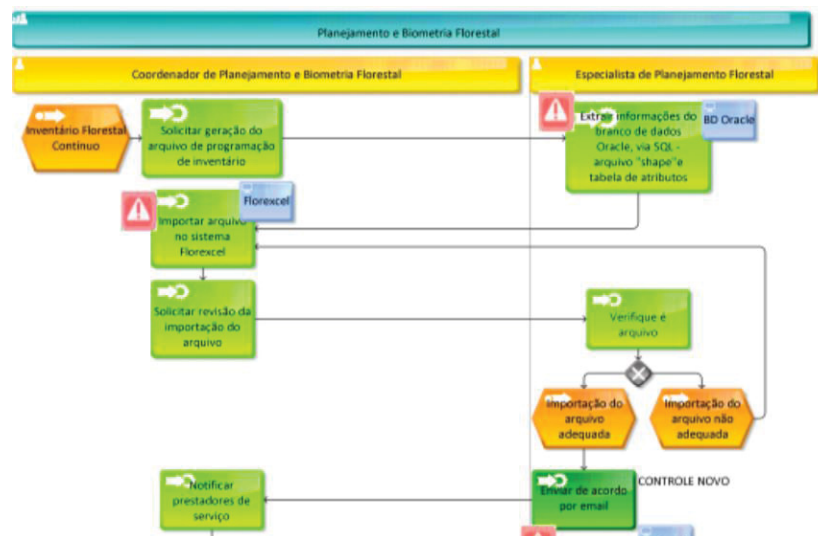 Planejamento e Biometria Florestal
Coordenador de Planejamento e Biometria Florestal
Especialista de Planejamento Florestal
Inventário Florestal
Contínuo
Solicitar geração do
arquivo de programação
de inventário
Extrair informações do
branco de dados
Oracle, via SQL -
arquivo "shape"e
tabela de atributos
BD Oracle
Florexcel
Importar arquivo
no sistema
Florexcel
Solicitar revisão da
importação do
arquivo
Verifique é
arquivo
Importação do
arquivo
adequada
Importação do
arquivo não
adequada
Notificar
prestadores de
serviço
Enviar de acordo
por email
CONTROLE NOVO